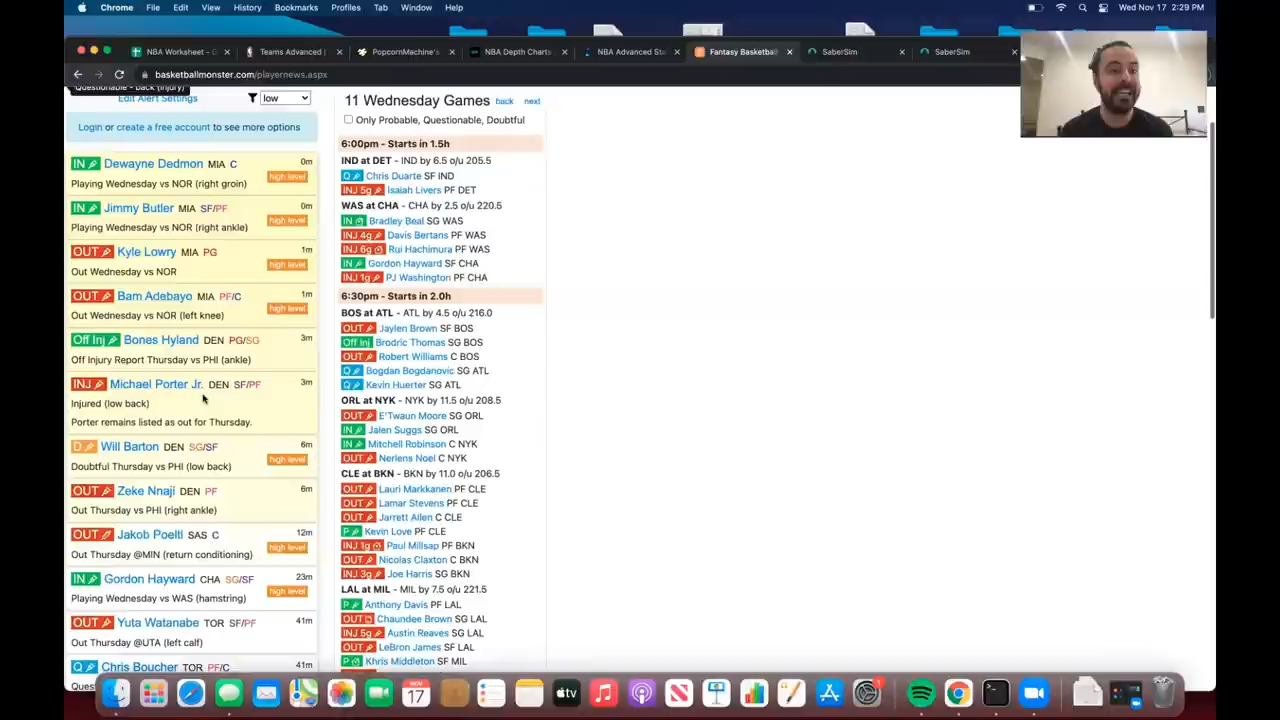 Chrome File Edit View History Bookmarks Profiles Tab Window Help Wed Nov 17 2:29 PM
NBA Worksheet - G Teams Advanced | PopcornMachine's NBA Depth Charts NBA Advanced Sta Fantasy Basketball SaberSim SaberSim
basketballmonster.com/playernews.aspx
Questionable - back (injury)
Edit Alert Settings low
Login or create a free account to see more options
IN Dewayne Dedmon MIA C 0m
Playing Wednesday vs NOR (right groin) high level
IN Jimmy Butler MIA SF/PF 0m
Playing Wednesday vs NOR (right ankle) high level
OUT Kyle Lowry MIA PG 1m
Out Wednesday vs NOR high level
OUT Bam Adebayo MIA PF/C 1m
Out Wednesday vs NOR (left knee) high level
Off Inj Bones Hyland DEN PG/SG 3m
Off Injury Report Thursday vs PHI (ankle)
INJ Michael Porter Jr. DEN SF/PF 3m
Injured (low back)
Porter remains listed as out for Thursday.
D Will Barton DEN SG/SF 6m
Doubtful Thursday vs PHI (low back) high level
OUT Zeke Nnaji DEN PF 6m
Out Thursday vs PHI (right ankle)
OUT Jakob Poeltl SAS C 12m
Out Thursday @MIN (return conditioning) high level
IN Gordon Hayward CHA SG/SF 23m
Playing Wednesday vs WAS (hamstring) high level
OUT Yuta Watanabe TOR SF/PF 41m
Out Thursday @UTA (left calf)
Q Chris Boucher TOR PF/C 41m
11 Wednesday Games back next
Only Probable, Questionable, Doubtful
6:00pm - Starts in 1.5h
IND at DET - IND by 6.5 o/u 205.5
Q Chris Duarte SF IND
INJ 5g Isaiah Livers PF DET
WAS at CHA - CHA by 2.5 o/u 220.5
IN Bradley Beal SG WAS
INJ 4g Davis Bertans PF WAS
INJ 6g Rui Hachimura PF WAS
IN Gordon Hayward SF CHA
INJ 1g PJ Washington PF CHA
6:30pm - Starts in 2.0h
BOS at ATL - ATL by 4.5 o/u 216.0
OUT Jaylen Brown SF BOS
Off Inj Brodric Thomas SG BOS
OUT Robert Williams C BOS
Q Bogdan Bogdanovic SG ATL
Q Kevin Huerter SG ATL
ORL at NYK - NYK by 11.5 o/u 208.5
OUT E'Twaun Moore SG ORL
IN Jalen Suggs SG ORL
IN Mitchell Robinson C NYK
OUT Nerlens Noel C NYK
CLE at BKN - BKN by 11.0 o/u 206.5
OUT Lauri Markkanen PF CLE
OUT Lamar Stevens PF CLE
OUT Jarrett Allen C CLE
P Kevin Love PF CLE
INJ 1g Paul Millsap PF BKN
OUT Nicolas Claxton C BKN
INJ 3g Joe Harris SG BKN
LAL at MIL - MIL by 7.5 o/u 221.5
P Anthony Davis PF LAL
OUT Chaundee Brown SG LAL
INJ 5g Austin Reaves SG LAL
OUT LeBron James SF LAL
P Khris Middleton SF MIL
NOV
17
tv
1